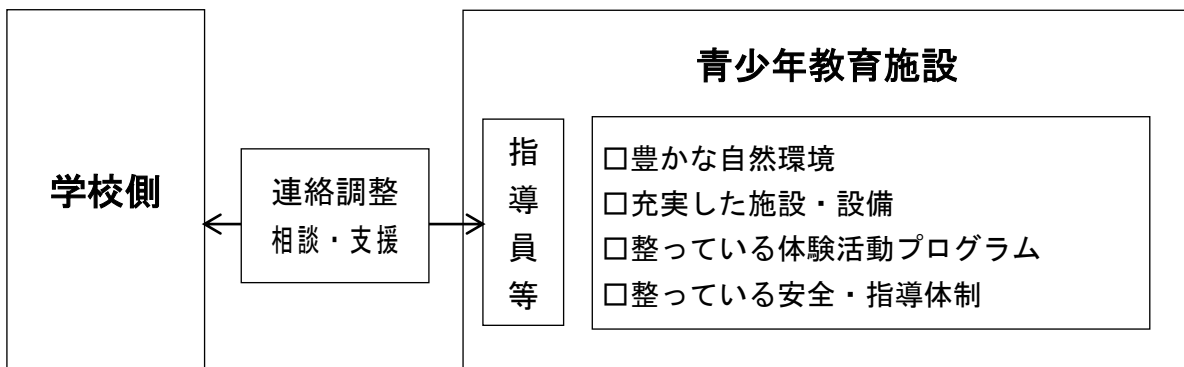 学校側
連絡調整
相談・支援
青少年教育施設
指導員等
□豊かな自然環境
□充実した施設・設備
□整っている体験活動プログラム
□整っている安全・指導体制